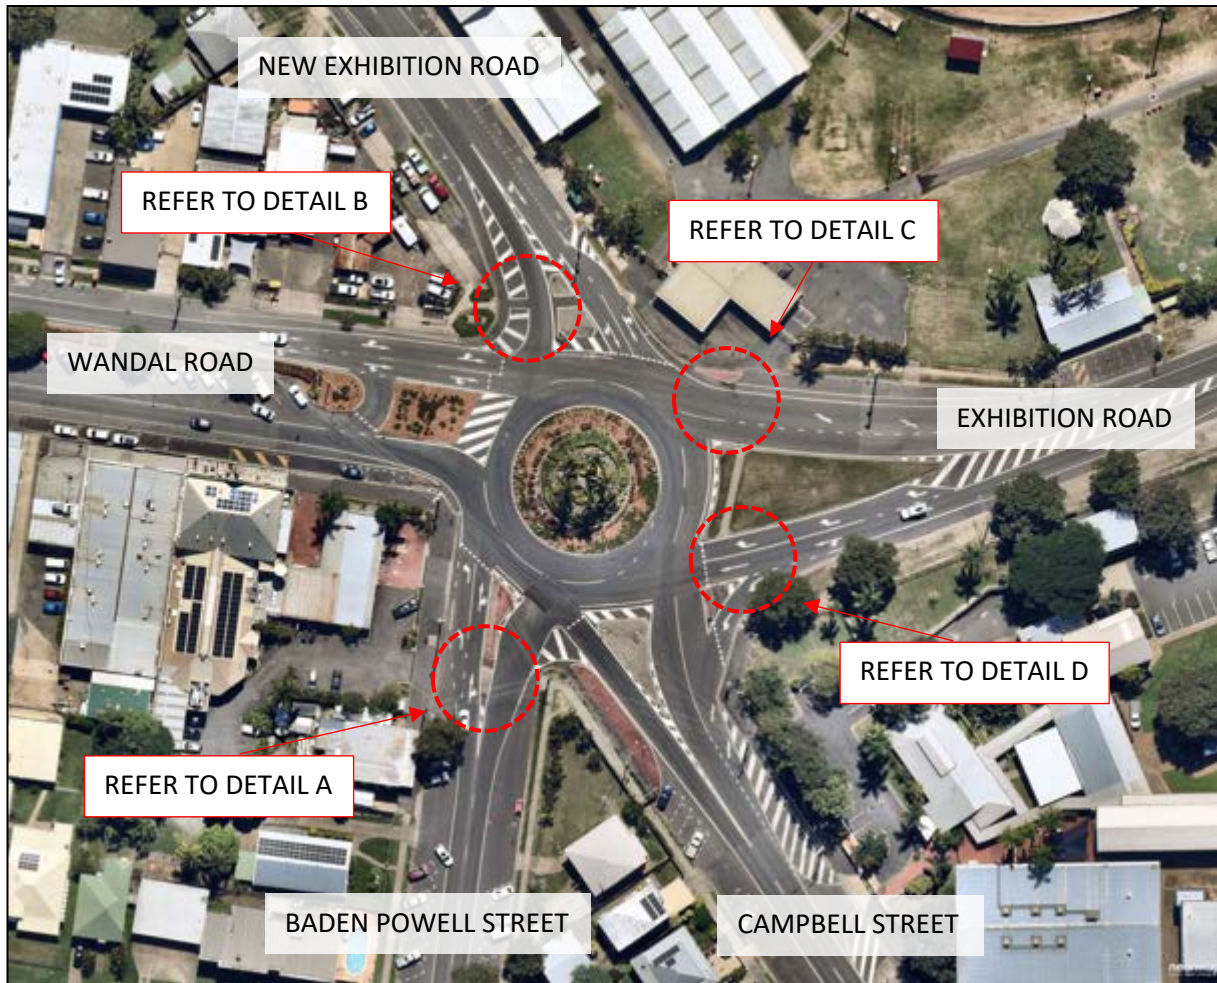 NEW EXHIBITION ROAD
REFER TO DETAIL B
REFER TO DETAIL C
WANDAL ROAD
EXHIBITION ROAD
REFER TO DETAIL D
REFER TO DETAIL A
BADEN POWELL STREET
CAMPBELL STREET